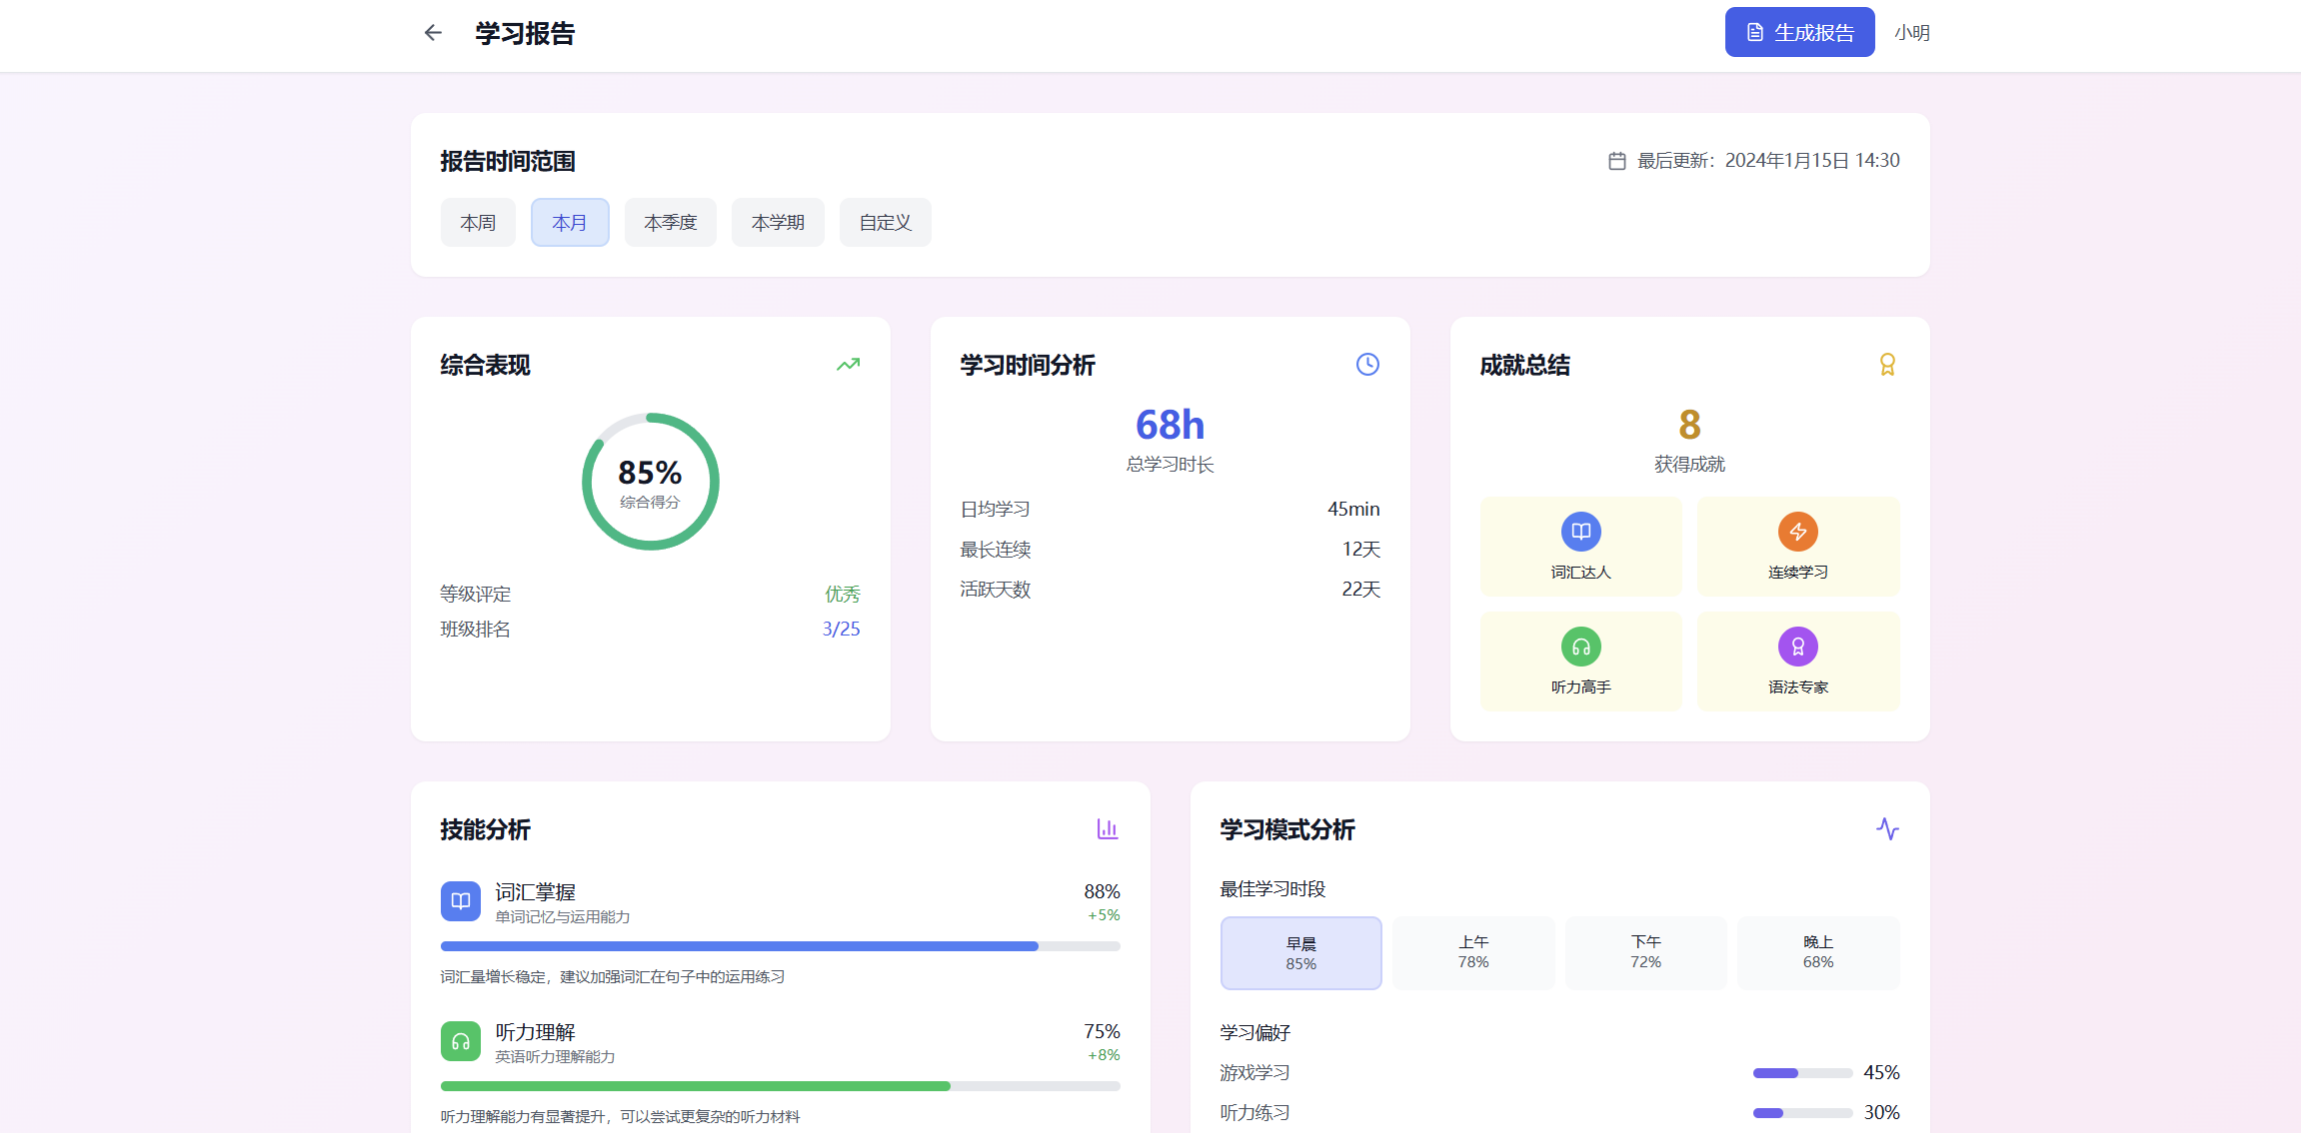 学习报告
生成报告
小明
报告时间范围
最后更新：2024年1月15日 14:30
本周
本月
本季度
本学期
自定义
综合表现
85%
综合得分
等级评定
优秀
班级排名
3/25
学习时间分析
68h
总学习时长
日均学习
45min
最长连续
12天
活跃天数
22天
成就总结
8
获得成就
词汇达人
连续学习
听力高手
语法专家
技能分析
词汇掌握
88%
单词记忆与运用能力
+5%
词汇量增长稳定，建议加强词汇在句子中的运用练习
听力理解
75%
英语听力理解能力
+8%
听力理解能力有显著提升，可以尝试更复杂的听力材料
学习模式分析
最佳学习时段
早晨
85%
上午
78%
下午
72%
晚上
68%
学习偏好
游戏学习
45%
听力练习
30%